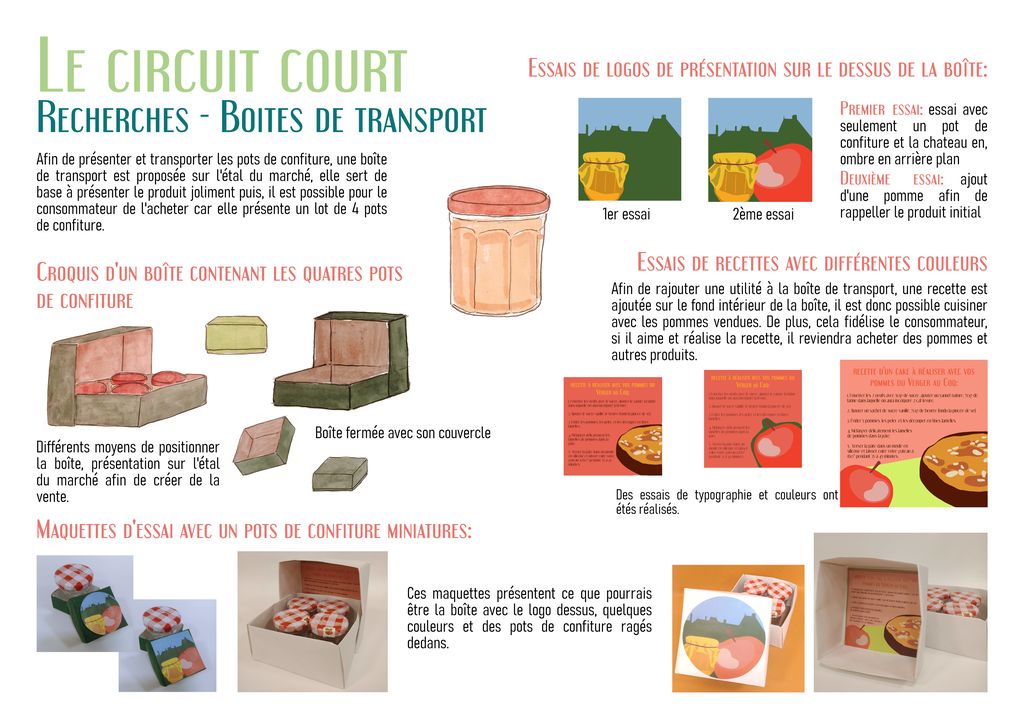 Le circuit court
Recherches - Boites de transport
Afin de présenter et transporter les pots de confiture, une boîte
de transport est proposée sur l'étal du marché, elle sert de
base à présenter le produit joliment puis, il est possible pour le
consommateur de l'acheter car elle présente un lot de 4 pots
de confiture.
Croquis d'un boîte contenant les quatres pots
de confiture
Boîte fermée avec son couvercle
Différents moyens de positionner
la boîte, présentation sur l'étal
du marché afin de créer de la
vente.
Maquettes d'essai avec un pots de confiture miniatures:
Ces maquettes présentent ce que pourrais
être la boîte avec le logo dessus, quelques
couleurs et des pots de confiture ragés
dedans.
Essais de logos de présentation sur le dessus de la boîte:
1er essai
2ème essai
Premier essai: essai avec
seulement un pot de
confiture et la chateau en,
ombre en arrière plan
Deuxième essai: ajout
d'une pomme afin de
rappeller le produit initial
Essais de recettes avec différentes couleurs
Afin de rajouter une utilité à la boîte de transport, une recette est
ajoutée sur le fond intérieur de la boîte, il est donc possible cuisiner
avec les pommes vendues. De plus, cela fidélise le consommateur,
si il aime et réalise la recette, il reviendra acheter des pommes et
autres produits.
recette à réaliser avec vos pommes du
Verger au Coq:
recette à réaliser avec vos pommes du
Verger au Coq:
recette d'un cake à réaliser avec vos
pommes du Verger au Coq:
Des essais de typographie et couleurs ont
étés réalisés.